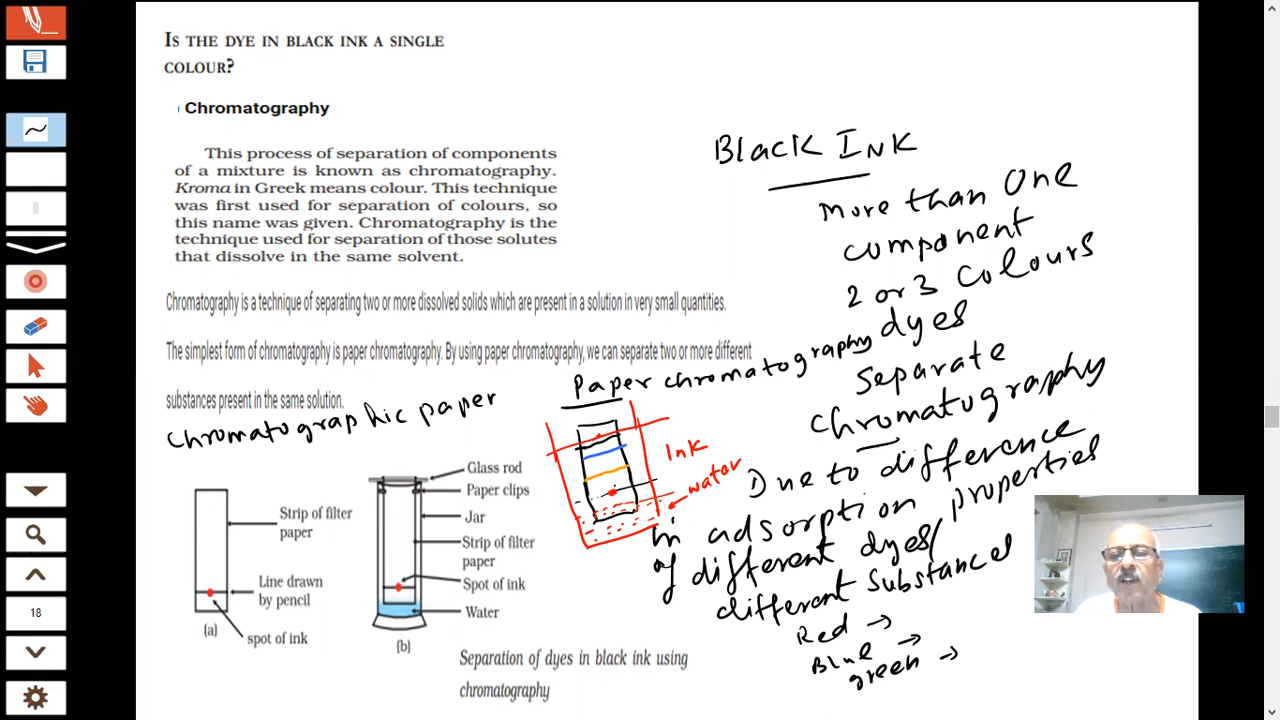 IS THE DYE IN BLACK INK A SINGLE
COLOUR?
Chromatography
This process of separation of components
of a mixture is known as chromatography.
Kroma in Greek means colour. This technique
was first used for separation of colours, so
this name was given. Chromatography is the
technique used for separation of those solutes
that dissolve in the same solvent.
Chromatography is a technique of separating two or more dissolved solids which are present in a solution in very small quantities.
The simplest form of chromatography is paper chromatography. By using paper chromatography, we can separate two or more different
substances present in the same solution.
Chromatographic paper
Paper chromatography
Ink
water
Strip of filter
paper
Line drawn
by pencil
spot of ink
(a)
Glass rod
Paper clips
Jar
Strip of filter
paper
Spot of ink
Water
(b)
Separation of dyes in black ink using
chromatography
Black INK
More than One
component
2 or 3 Colours
dyes
Separate
Chromatography
Due to difference
in adsorption properties
of different dyes/
different Substances
Red →
Blue →
green →
18